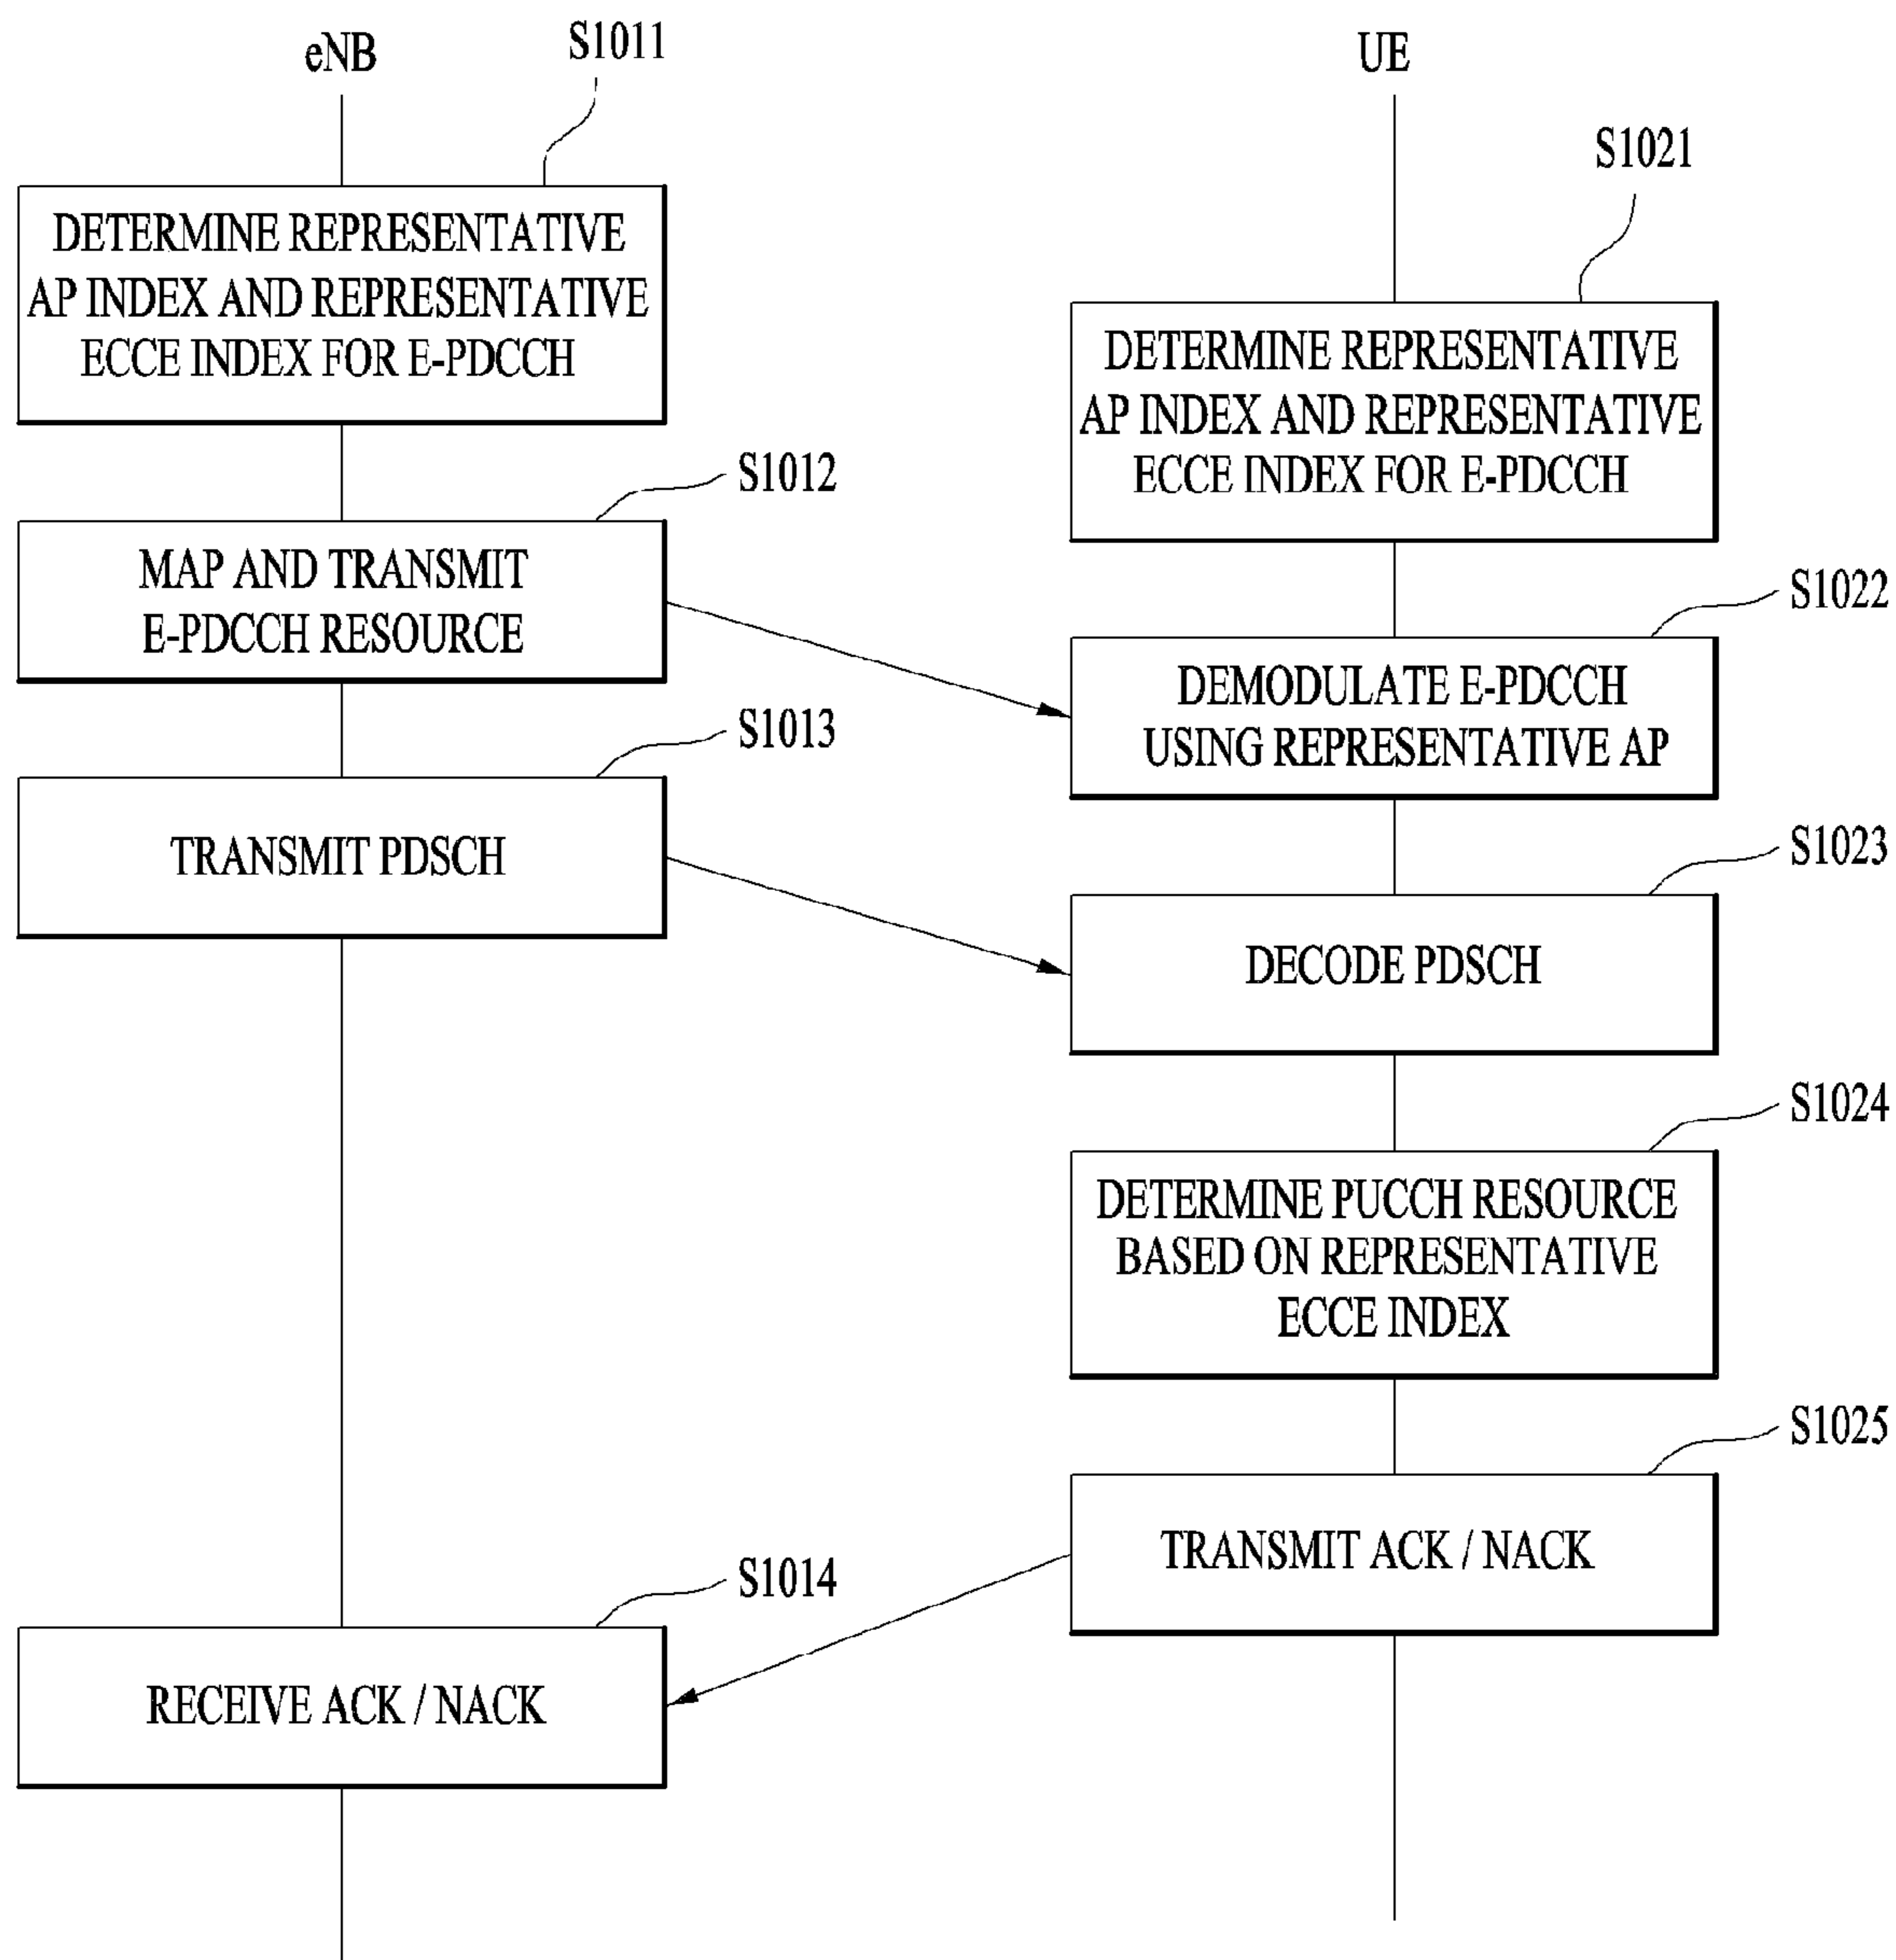 eNB
S1011
UE
S1021
DETERMINE REPRESENTATIVE
AP INDEX AND REPRESENTATIVE
ECCE INDEX FOR E-PDCCH
DETERMINE REPRESENTATIVE
AP INDEX AND REPRESENTATIVE
ECCE INDEX FOR E-PDCCH
S1012
MAP AND TRANSMIT
E-PDCCH RESOURCE
S1022
DEMODULATE E-PDCCH
USING REPRESENTATIVE AP
S1013
TRANSMIT PDSCH
S1023
DECODE PDSCH
S1024
DETERMINE PUCCH RESOURCE
BASED ON REPRESENTATIVE
ECCE INDEX
S1025
TRANSMIT ACK / NACK
S1014
RECEIVE ACK / NACK